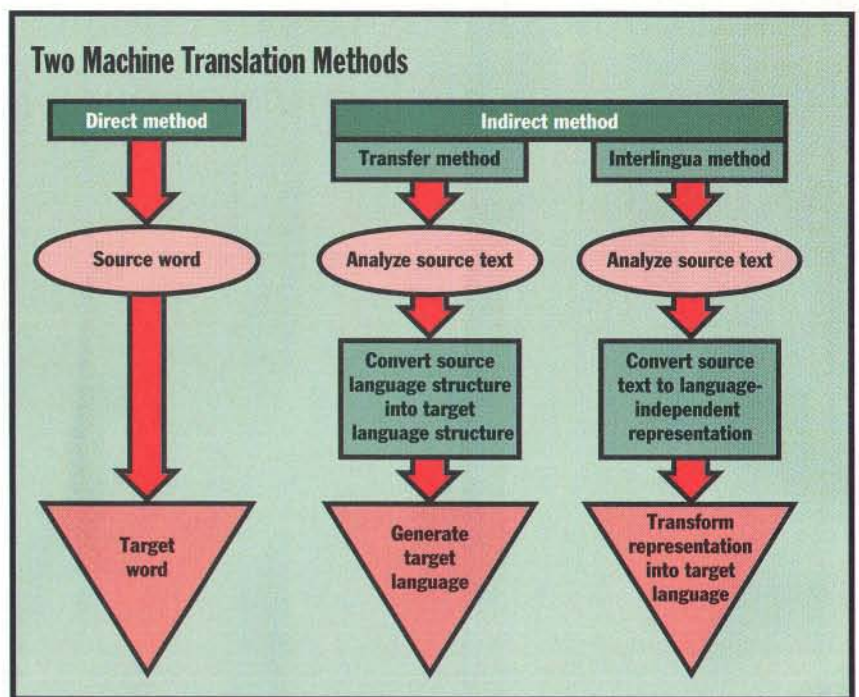 Two Machine Translation Methods
Direct method
Source word
Target
word
Indirect method
Transfer method
Analyze source text
Convert source
language structure
into target
language structure
Generate
target
language
Interlingua method
Analyze source text
Convert source
text to language-
independent
representation
Transform
representation
into target
language